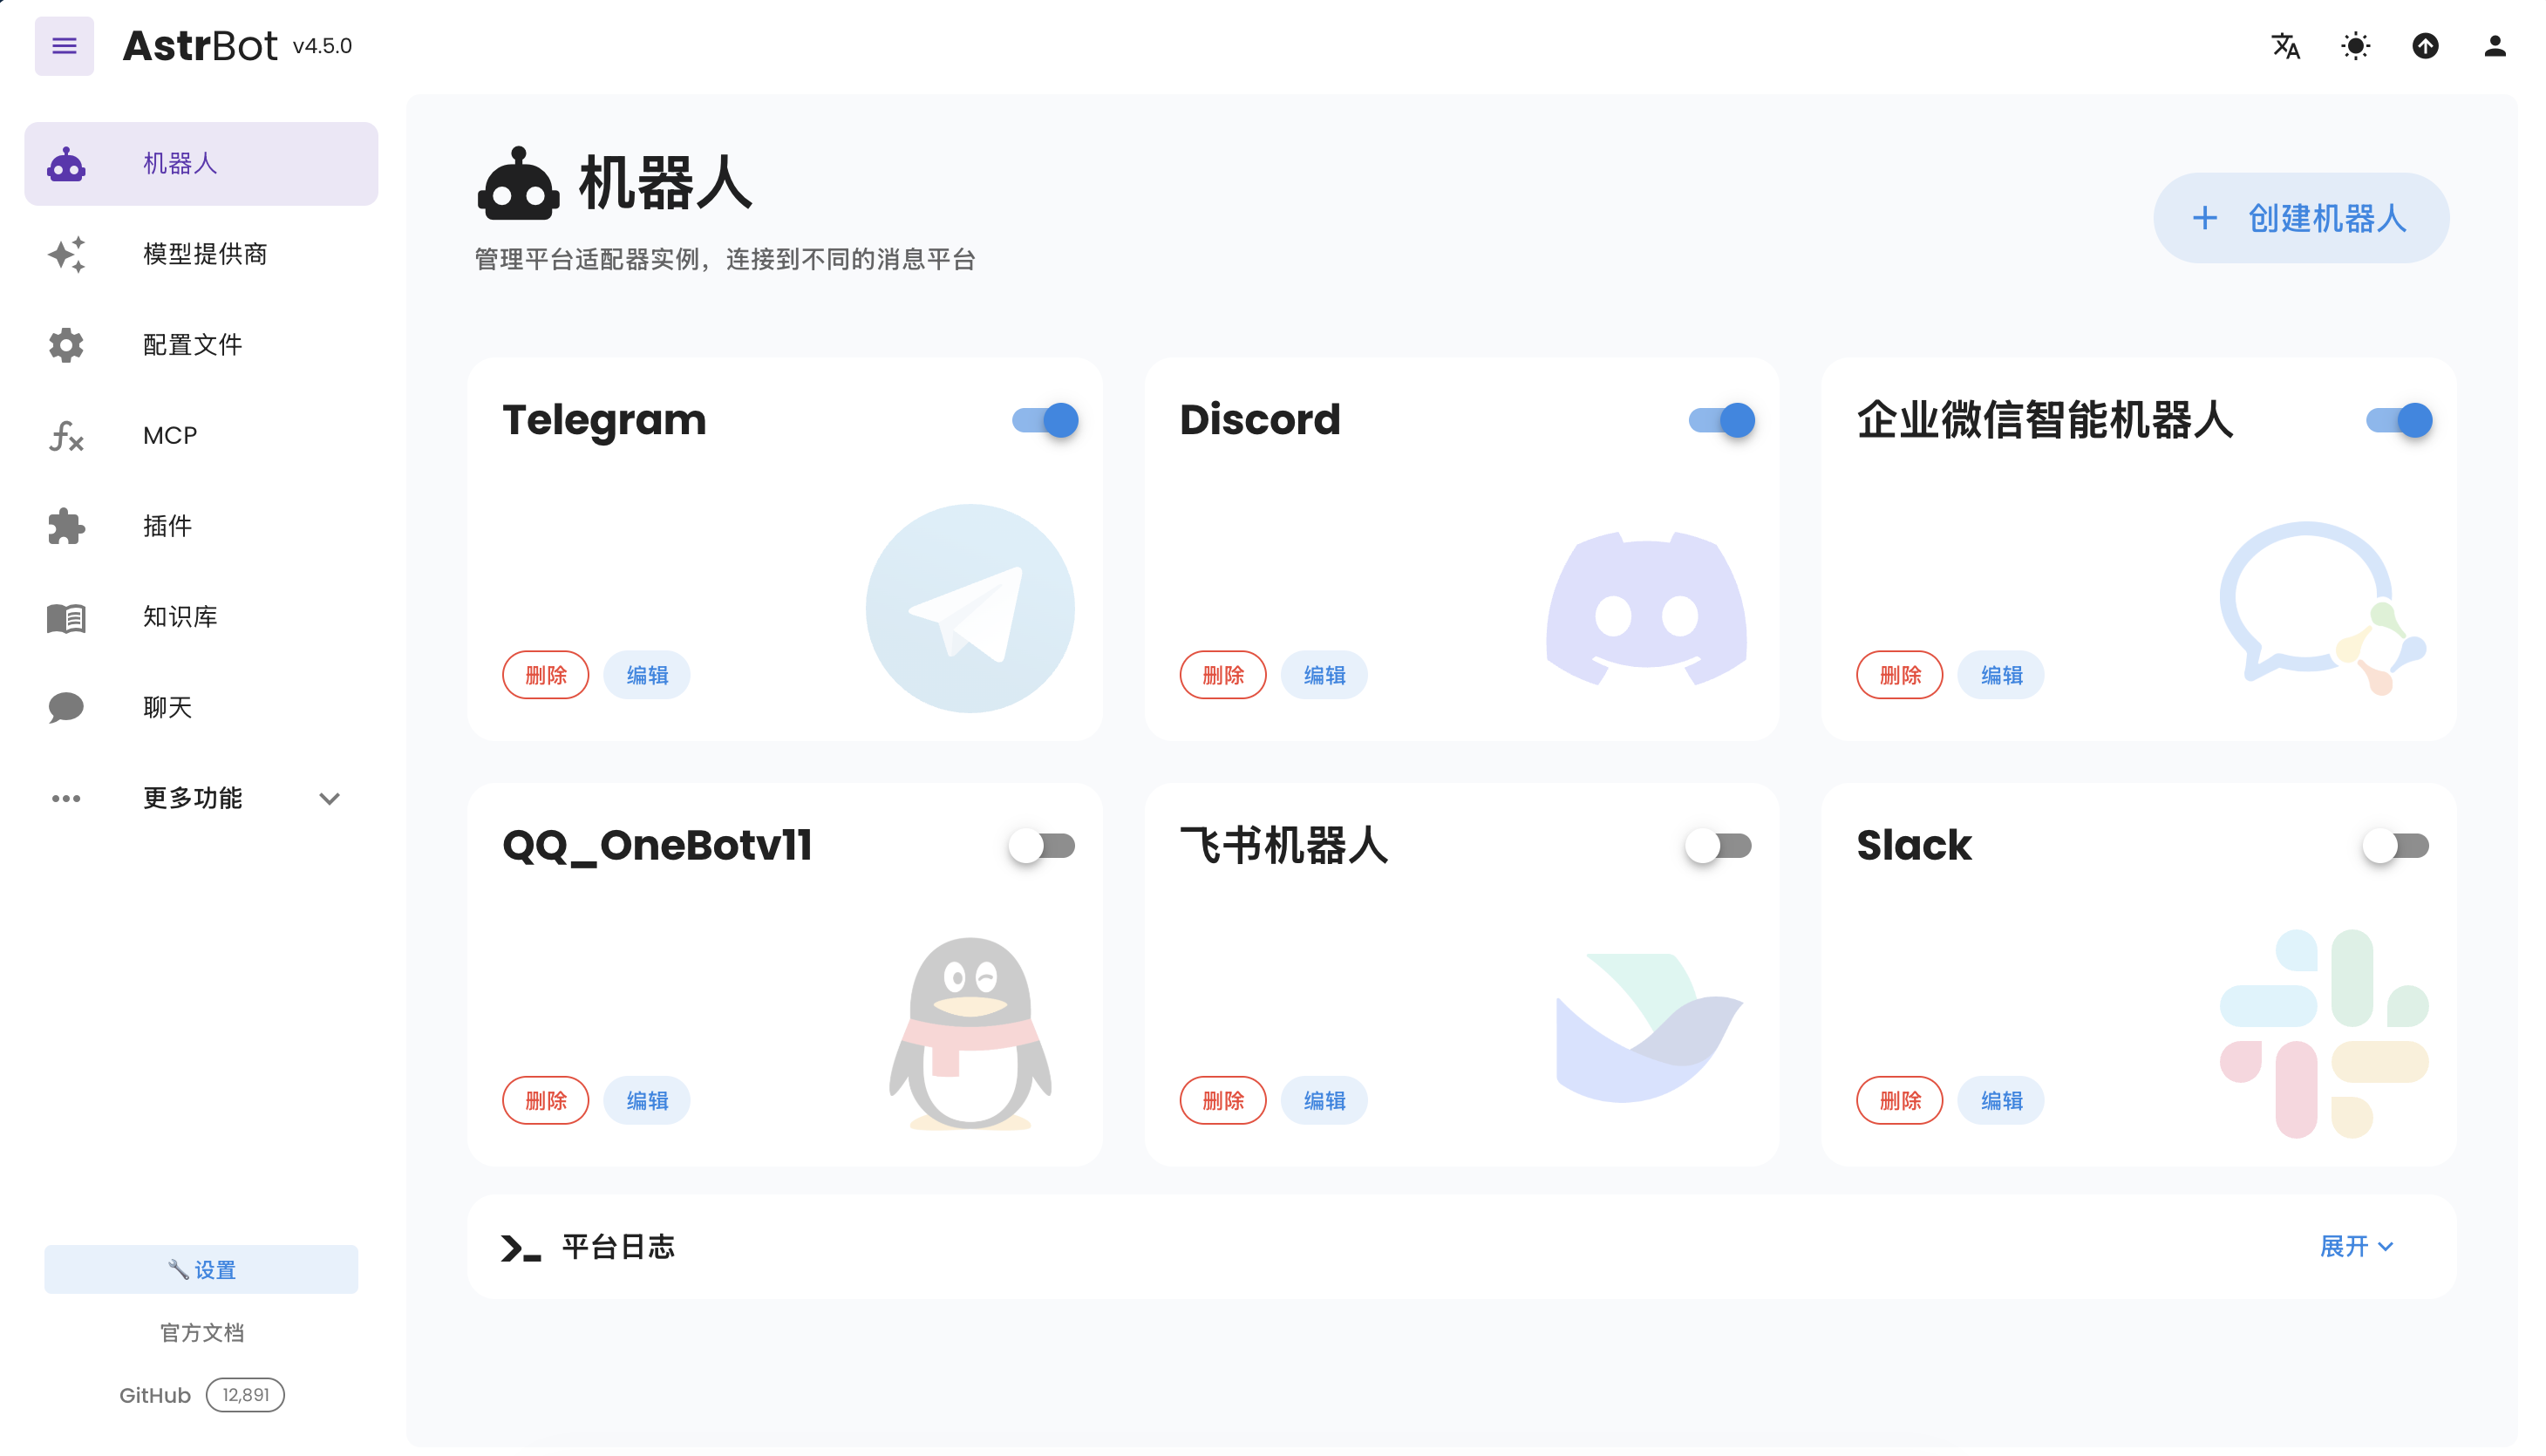 AstrBot v4.5.0
机器人
模型提供商
配置文件
MCP
插件
知识库
聊天
更多功能
🔧 设置
官方文档
GitHub 12,891
机器人
管理平台适配器实例，连接到不同的消息平台
+ 创建机器人
Telegram
删除 编辑
Discord
删除 编辑
企业微信智能机器人
删除 编辑
QQ_OneBotv11
删除 编辑
飞书机器人
删除 编辑
Slack
删除 编辑
平台日志
展开